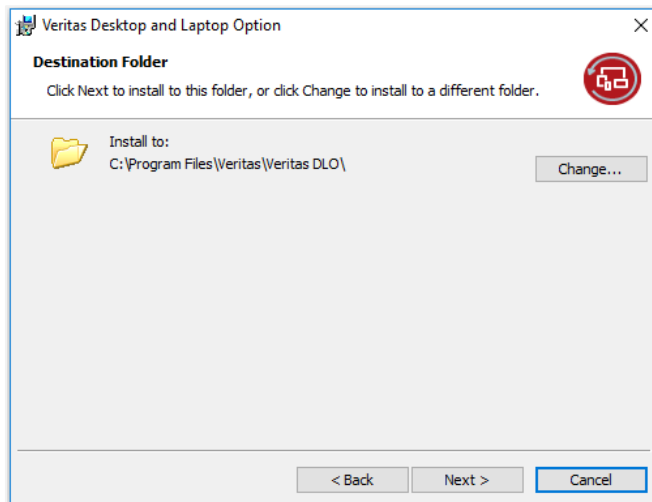 Veritas Desktop and Laptop Option
Destination Folder
Click Next to install to this folder, or click Change to install to a different folder.
Install to:
C:\Program Files\Veritas\Veritas DLO\
Change...
< Back
Next >
Cancel